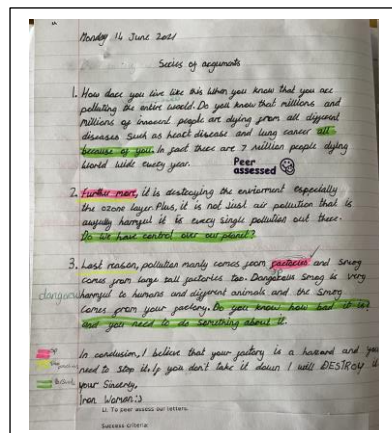 Monday 14 June 2021
Series of arguments
1. How dare you live like this when you know that you are
polluting the entire world. Do you know that millions and
millions of innocent people are dying from all different
diseases such as heart disease and lung cancer all
because of you. In fact there are 7 million people dying
world wide every year.
Peer
assessed
2. Further more, it is destroying the enviorment especially
the ozone layer. Plus, it is not just air pollution that is
awfully harmful it is every single pollution out there.
Do we have control over our planet?
3. Last reason, pollution manly comes from factories and smog
comes from large tall factories too. Dangerous smog is very
dangerous
harmful to humans and different animals and the smog
comes from your factory. Do you know how bad it is?
and you need to do something about it.
In conclusion, I believe that your factory is a hazard and you
need to stop it. If you don't take it down I will DESTROY it
your Sincerly,
Iron Woman :)
LI: To peer assess our letters.
Success criteria: